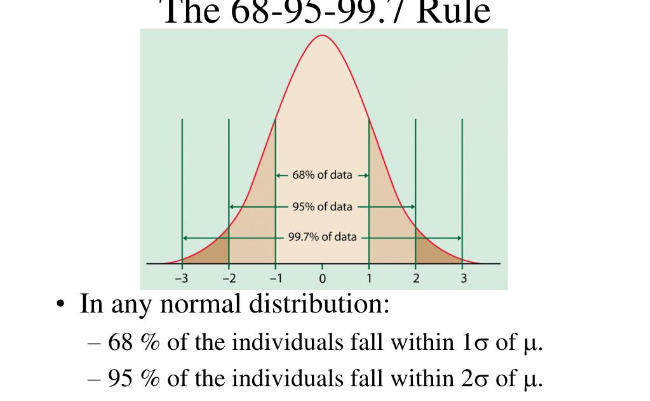 The 68-95-99.7 Rule
68% of data
95% of data
99.7% of data
−3 −2 −1 0 1 2 3
• In any normal distribution:
– 68 % of the individuals fall within 1σ of μ.
– 95 % of the individuals fall within 2σ of μ.